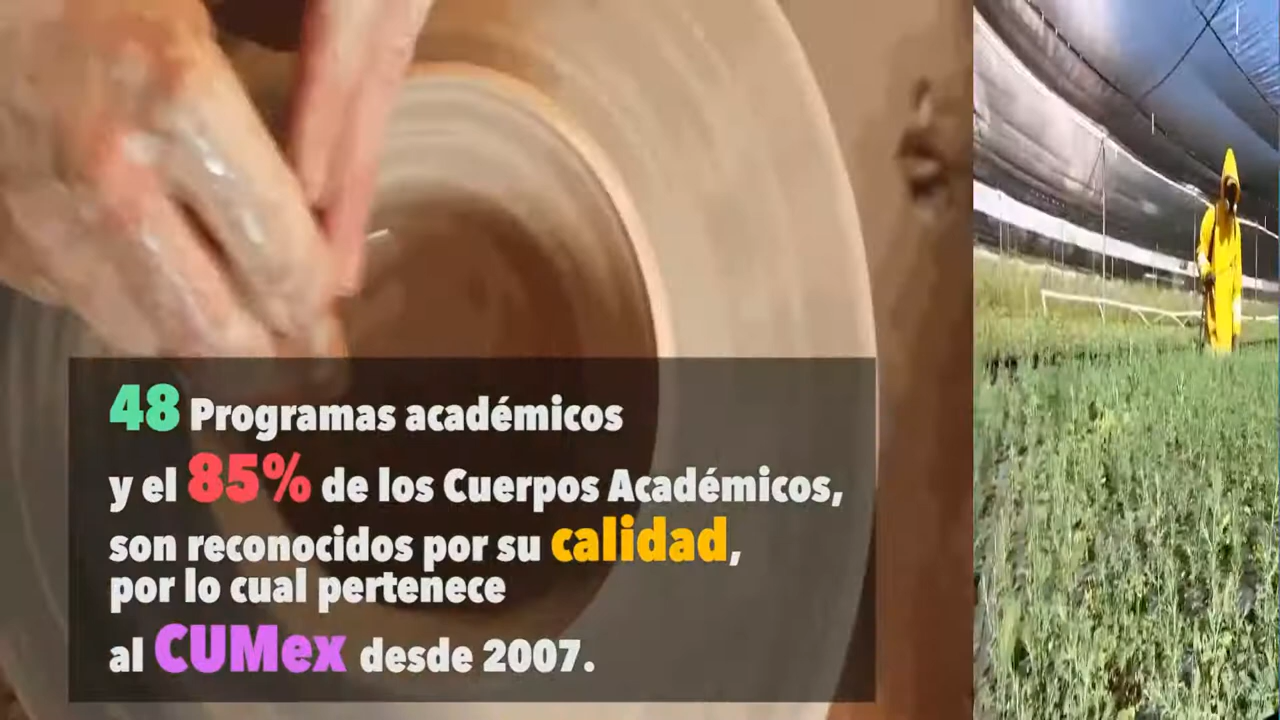 48 Programas académicos
y el 85% de los Cuerpos Académicos,
son reconocidos por su calidad,
por lo cual pertenece
al CUMex desde 2007.